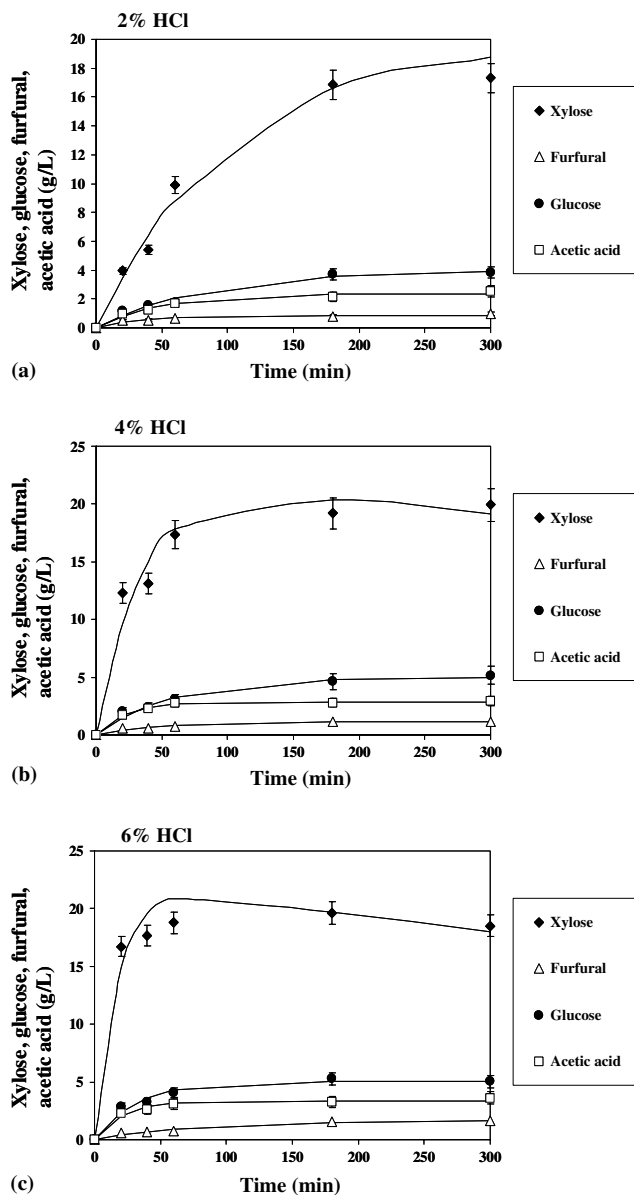 2% HCl
Xylose, glucose, furfural,
acetic acid (g/L)
20
18
16
14
12
10
8
6
4
2
0
0 50 100 150 200 250 300
Time (min)
Xylose
Furfural
Glucose
Acetic acid
(a)
4% HCl
Xylose, glucose, furfural,
acetic acid (g/L)
25
20
15
10
5
0
0 50 100 150 200 250 300
Time (min)
Xylose
Furfural
Glucose
Acetic acid
(b)
6% HCl
Xylose, glucose, furfural,
acetic acid (g/L)
25
20
15
10
5
0
0 50 100 150 200 250 300
Time (min)
Xylose
Furfural
Glucose
Acetic acid
(c)